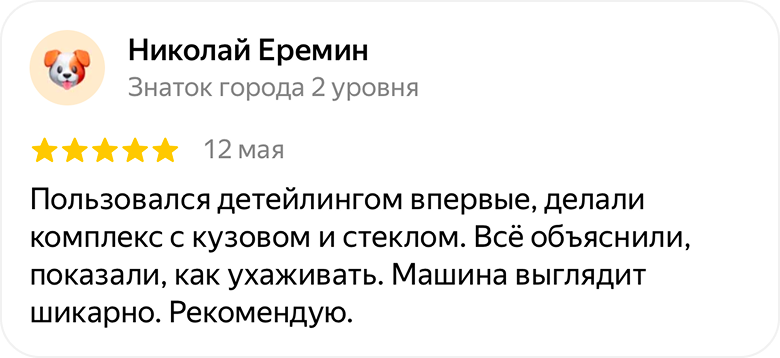 Николай Еремин
Знаток города 2 уровня
12 мая
Пользовался детейлингом впервые, делали
комплекс с кузовом и стеклом. Всё объяснили,
показали, как ухаживать. Машина выглядит
шикарно. Рекомендую.